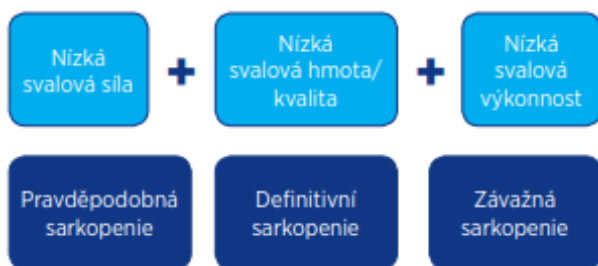 Nízká
svalová síla
+
Nízká
svalová hmota/
kvalita
+
Nízká
svalová
výkonnost
Pravděpodobná
sarkopenie
Definitivní
sarkopenie
Závažná
sarkopenie